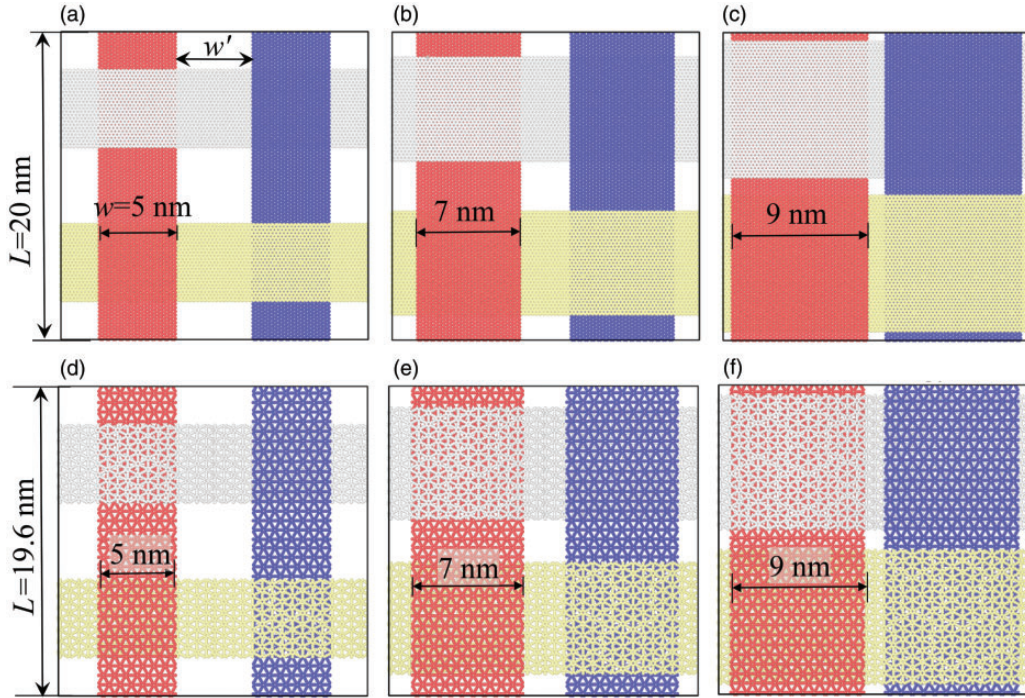 (a)
(b)
(c)
w′
L=20 nm
w=5 nm
7 nm
9 nm
(d)
(e)
(f)
L=19.6 nm
5 nm
7 nm
9 nm